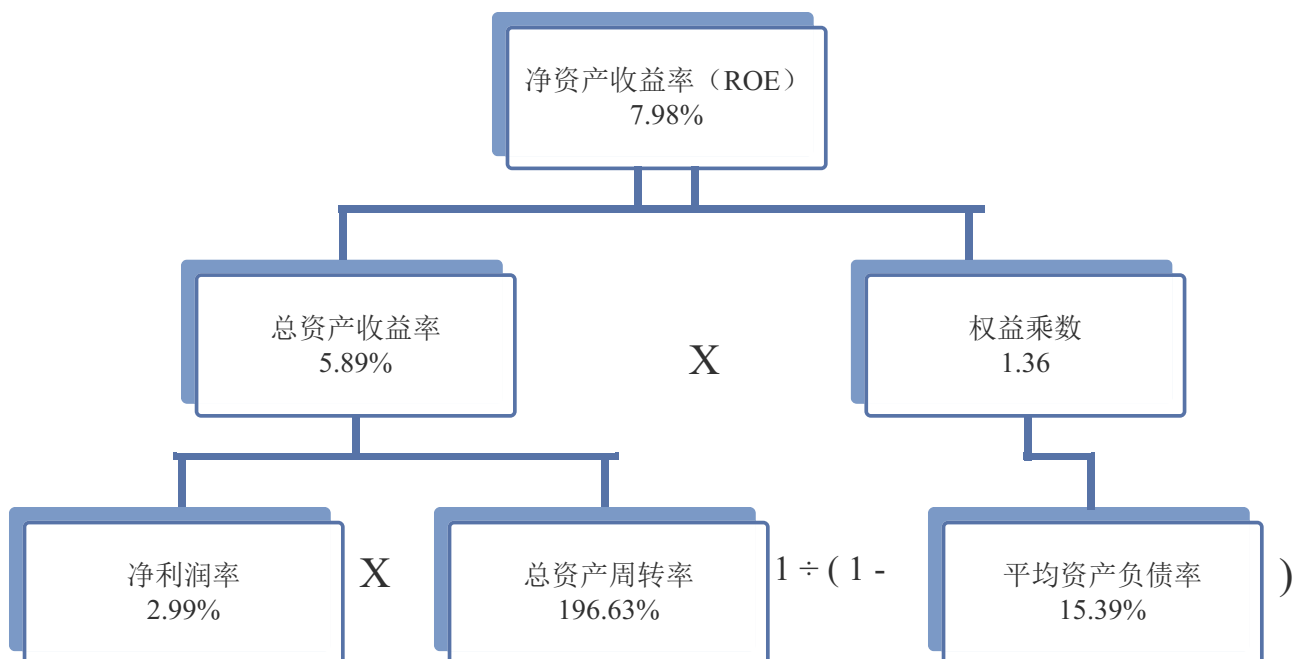 净资产收益率（ROE）
7.98%
总资产收益率
5.89%
X
权益乘数
1.36
净利润率
2.99%
X
总资产周转率
196.63%
1 ÷ ( 1 -
平均资产负债率
15.39%
)